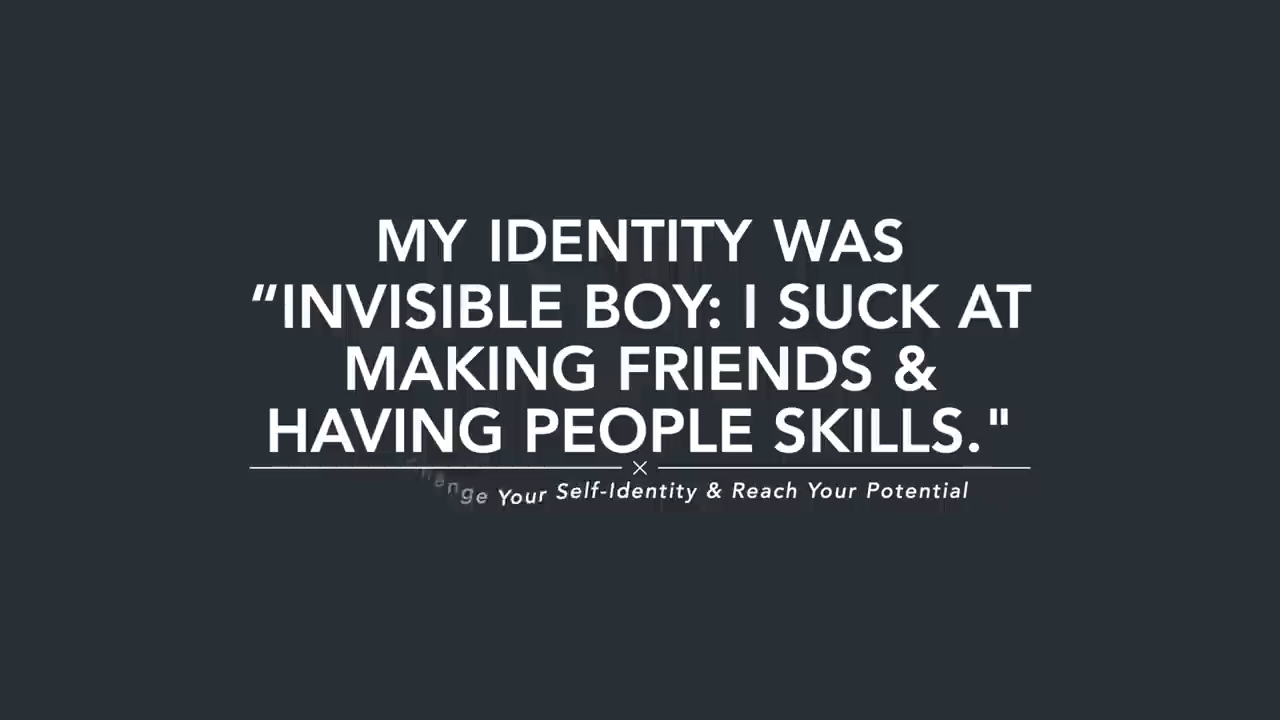 MY IDENTITY WAS
“INVISIBLE BOY: I SUCK AT
MAKING FRIENDS &
HAVING PEOPLE SKILLS."
Your Self-Identity & Reach Your Potential